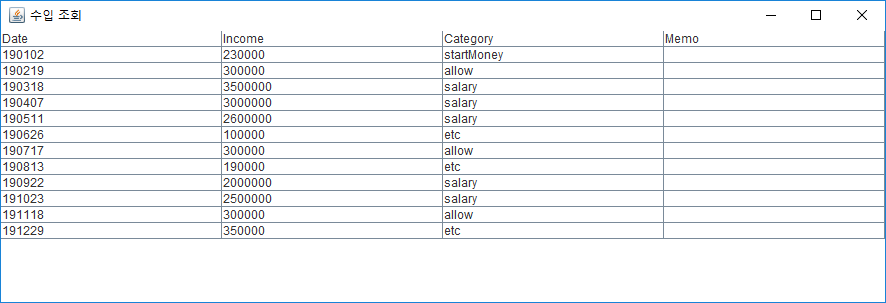 수입 조회
Date Income Category Memo
190102 230000 startMoney
190219 300000 allow
190318 3500000 salary
190407 3000000 salary
190511 2600000 salary
190626 100000 etc
190717 300000 allow
190813 190000 etc
190922 2000000 salary
191023 2500000 salary
191118 300000 allow
191229 350000 etc